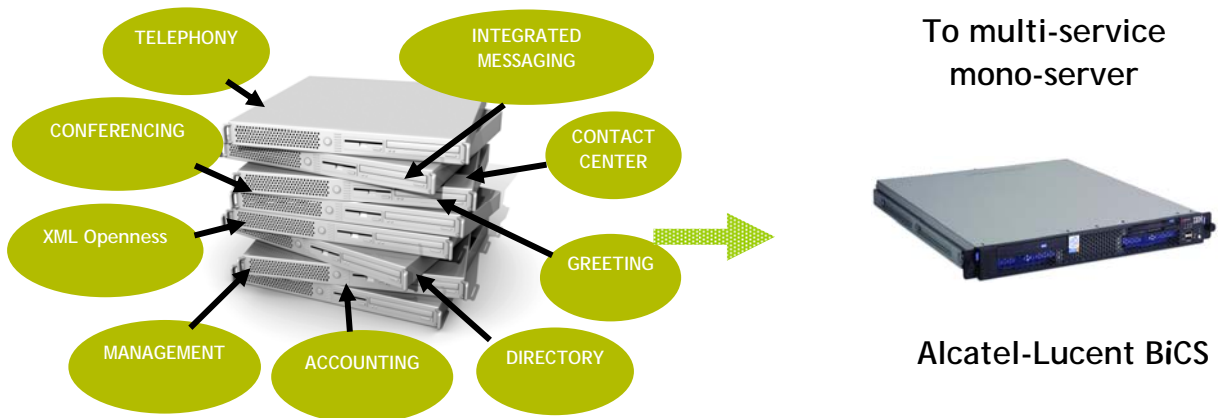 TELEPHONY
INTEGRATED
MESSAGING
CONFERENCING
CONTACT
CENTER
XML Openness
GREETING
MANAGEMENT
ACCOUNTING
DIRECTORY
To multi-service
mono-server
IBM
Alcatel-Lucent BiCS